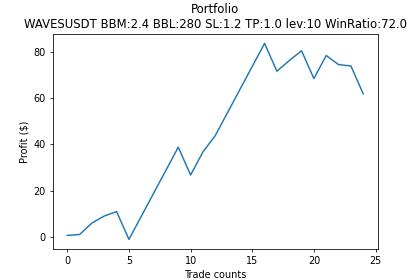 Portfolio
WAVESUSDT BBM:2.4 BBL:280 SL:1.2 TP:1.0 lev:10 WinRatio:72.0
80
60
40
20
0
Profit ($)
0 5 10 15 20 25
Trade counts